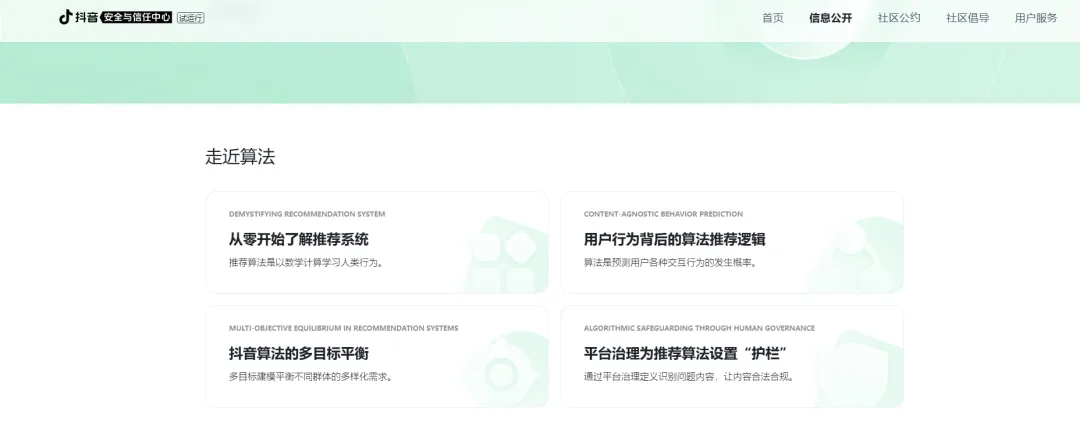 抖音 安全与信任中心 试运行
首页 信息公开 社区公约 社区倡导 用户服务
走近算法
DEMYSTIFYING RECOMMENDATION SYSTEM
从零开始了解推荐系统
推荐算法是以数学计算学习人类行为。
CONTENT-AGNOSTIC BEHAVIOR PREDICTION
用户行为背后的算法推荐逻辑
算法是预测用户各种交互行为的发生概率。
MULTI-OBJECTIVE EQUILIBRIUM IN RECOMMENDATION SYSTEMS
抖音算法的多目标平衡
多目标建模平衡不同群体的多样化需求。
ALGORITHMIC SAFEGUARDING THROUGH HUMAN GOVERNANCE
平台治理为推荐算法设置“护栏”
通过平台治理定义识别问题内容，让内容合法合规。